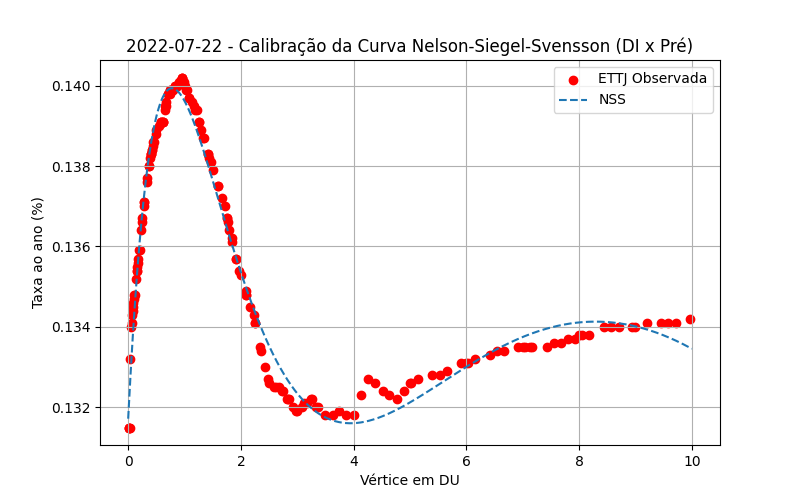 2022-07-22 - Calibração da Curva Nelson-Siegel-Svensson (DI x Pré)
ETTJ Observada
NSS
Taxa ao ano (%)
0.140
0.138
0.136
0.134
0.132
0
2
4
6
8
10
Vértice em DU